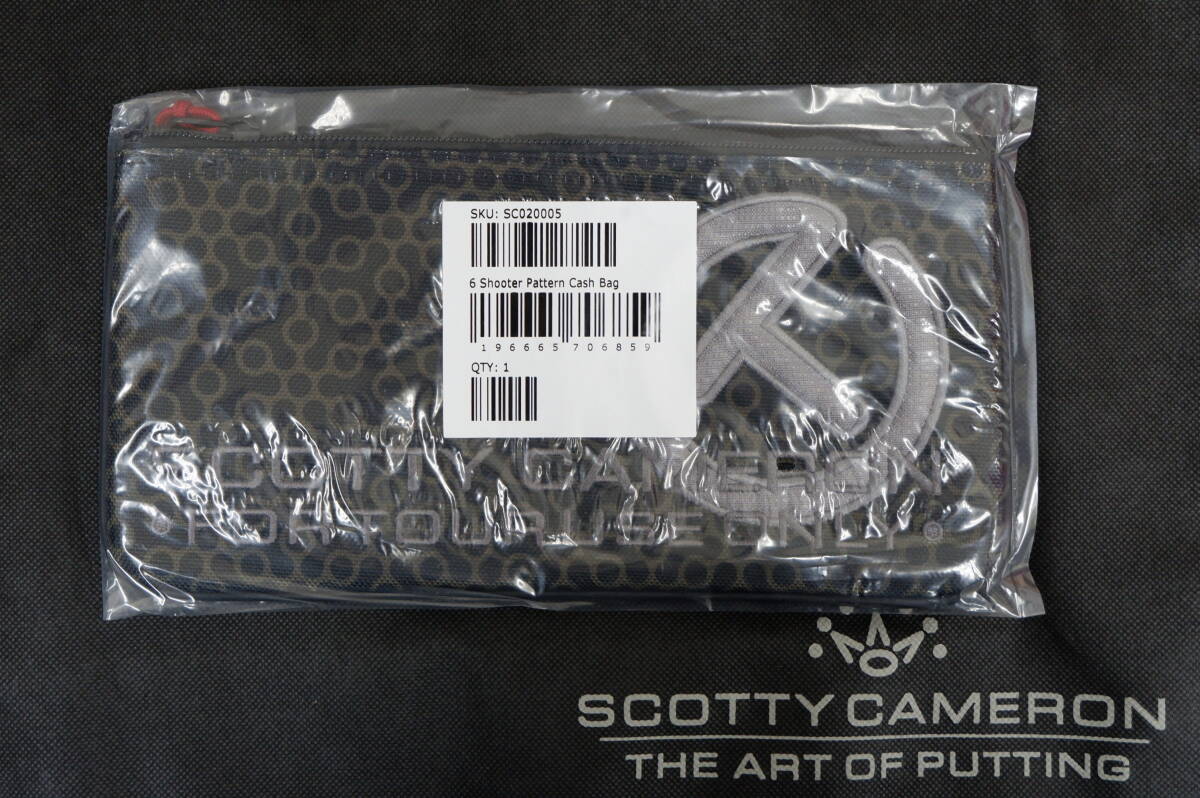 SKU: SC020005
6 Shooter Pattern Cash Bag
196665706859
QTY: 1
SCOTTY CAMERON
FOR TOUR USE ONLY
SCOTTY CAMERON
THE ART OF PUTTING